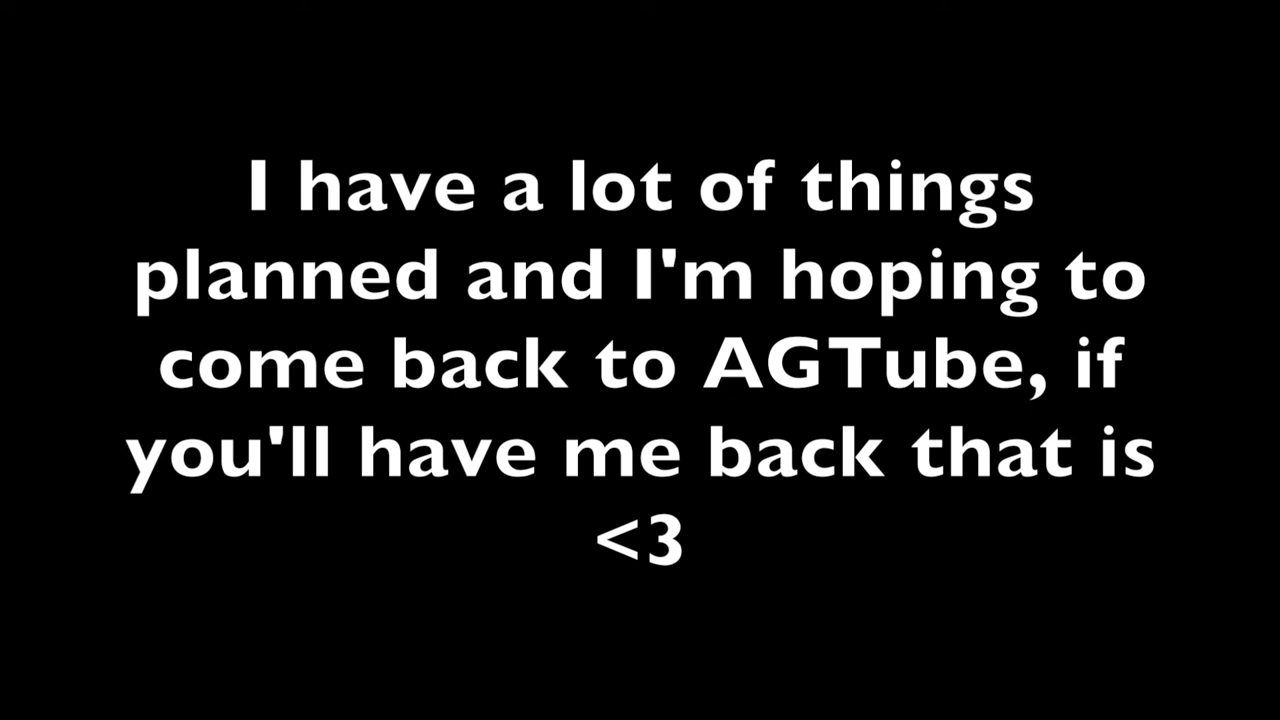 I have a lot of things
planned and I'm hoping to
come back to AGTube, if
you'll have me back that is
<3